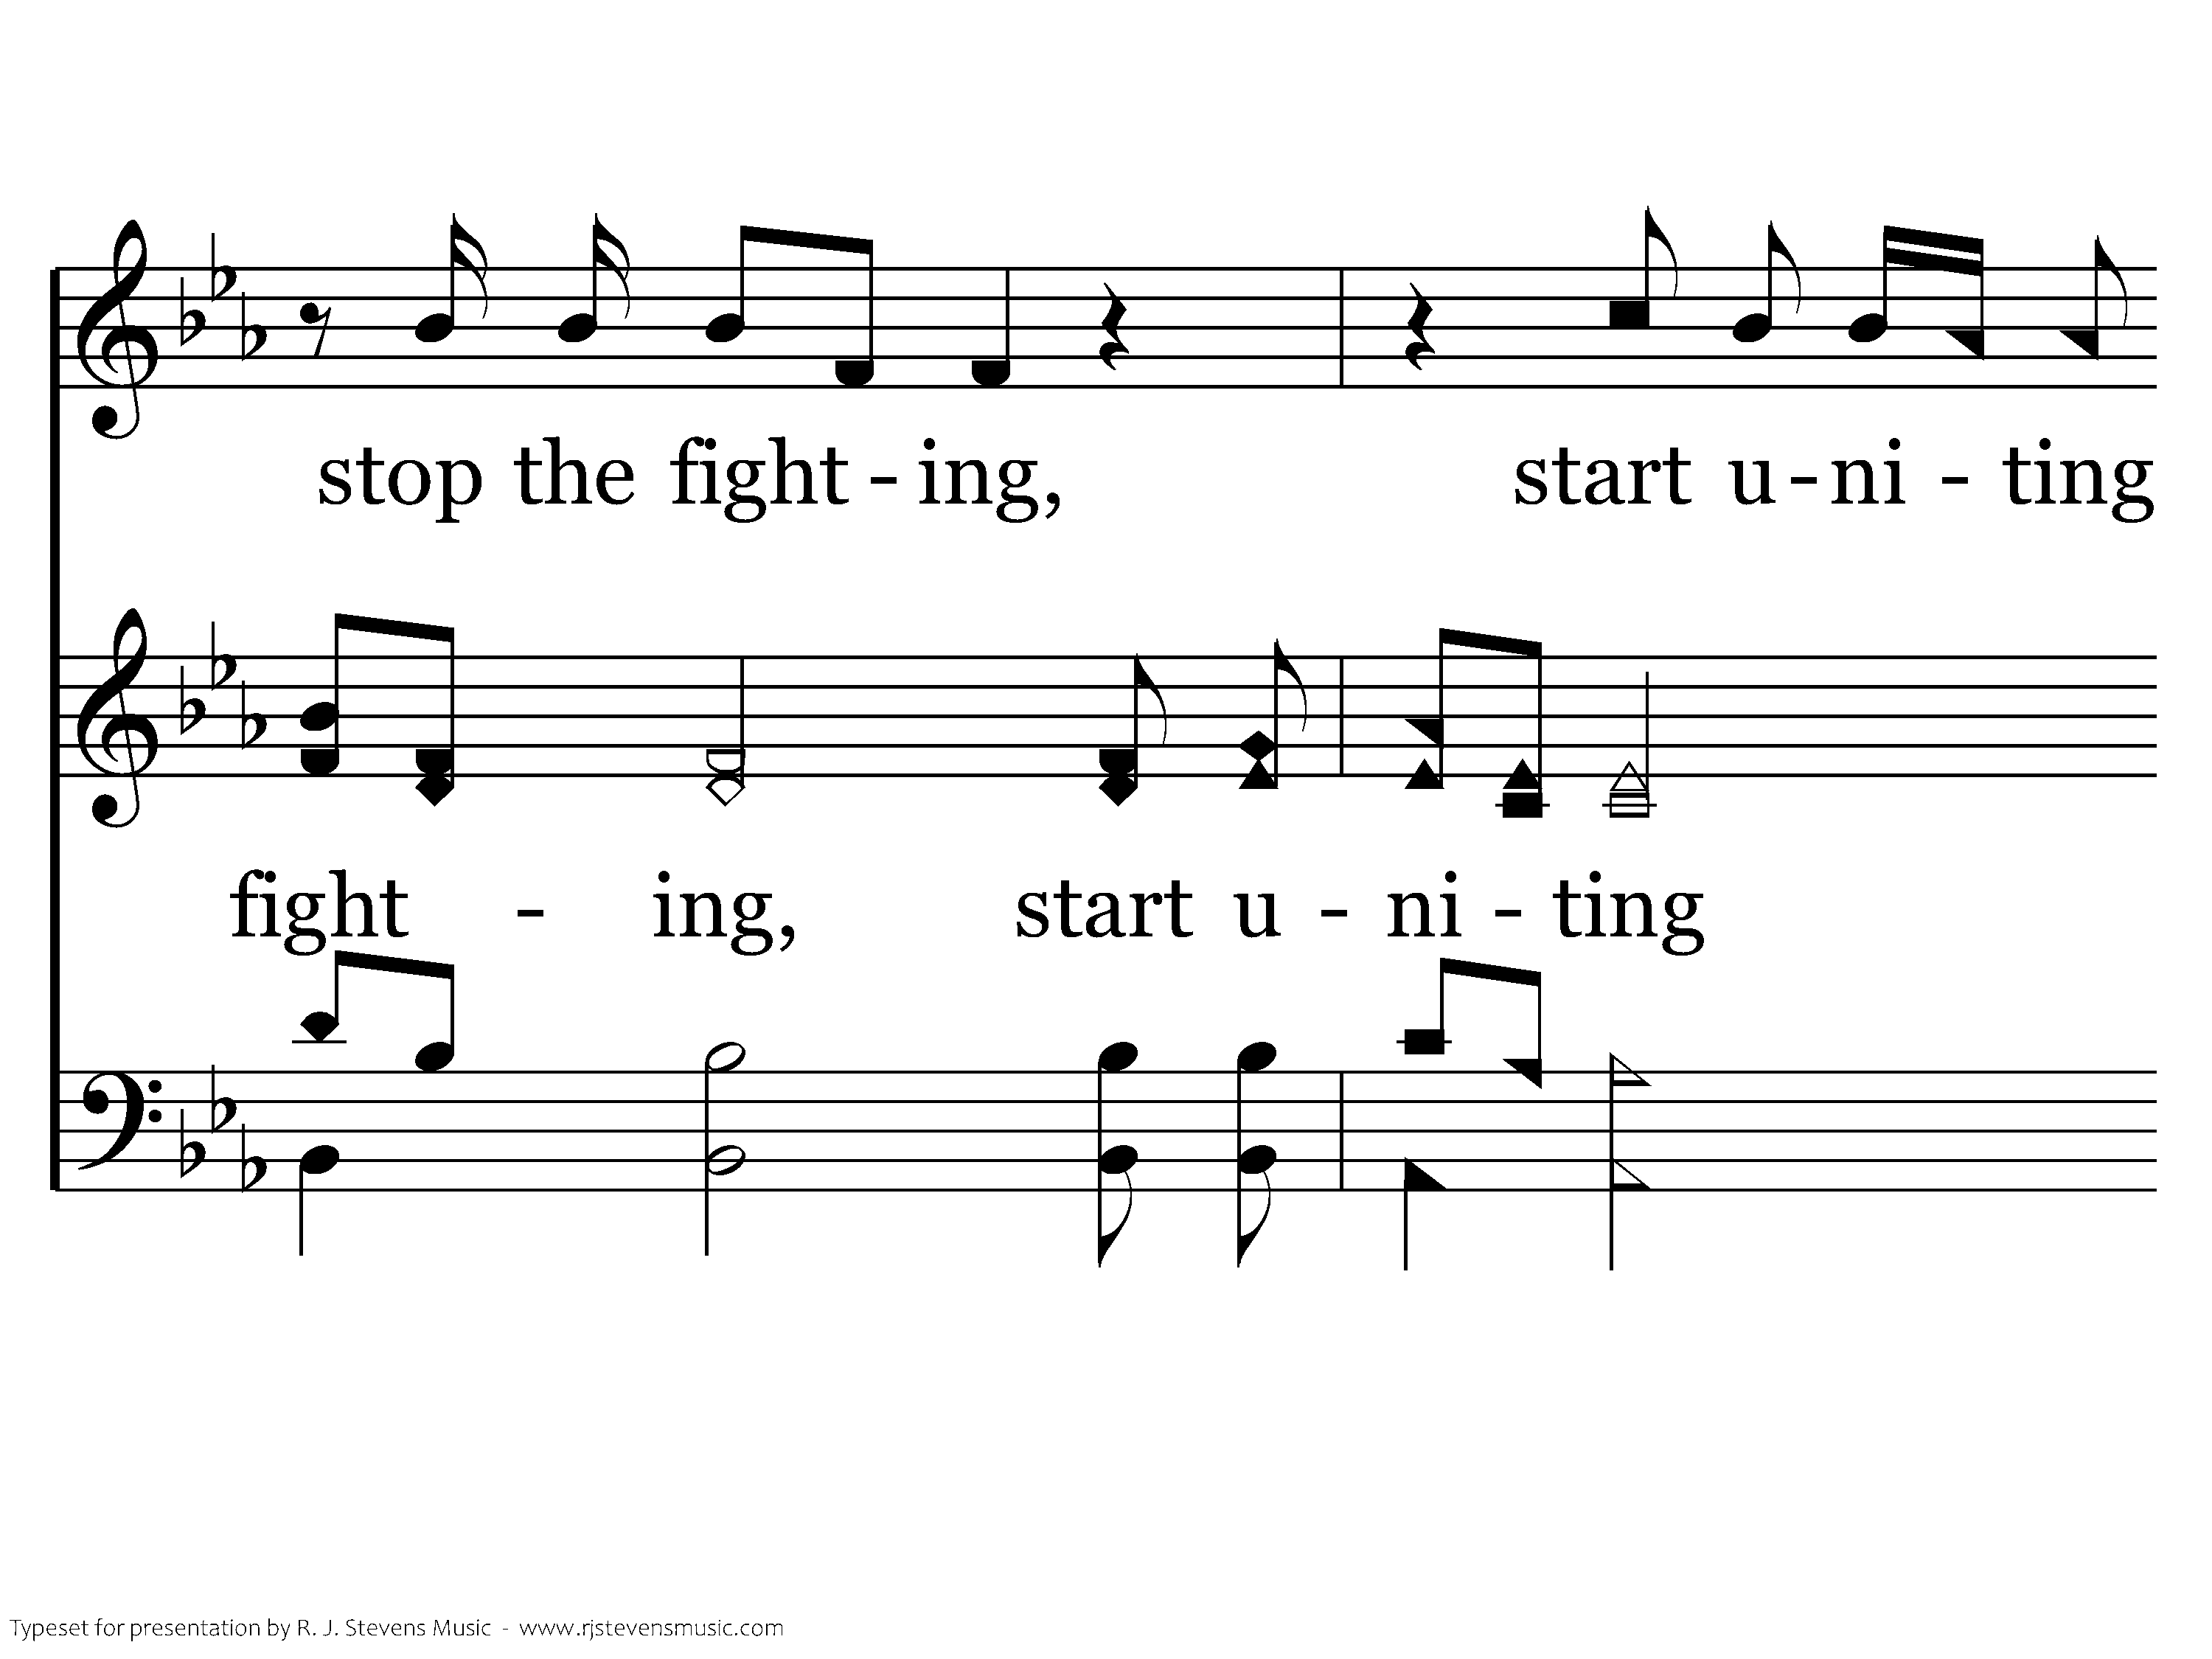 stop the fight - ing, start u - ni - ting
fight - ing, start u - ni - ting
Typeset for presentation by R. J. Stevens Music - www.rjstevensmusic.com